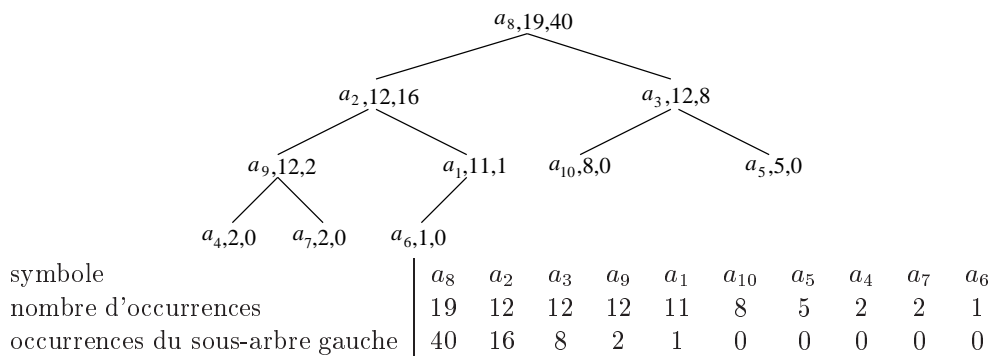 a₈,19,40
a₂,12,16 a₃,12,8
a₉,12,2 a₁,11,1 a₁₀,8,0 a₅,5,0
a₄,2,0 a₇,2,0 a₆,1,0
symbole a₈ a₂ a₃ a₉ a₁ a₁₀ a₅ a₄ a₇ a₆
nombre d'occurrences 19 12 12 12 11 8 5 2 2 1
occurrences du sous-arbre gauche 40 16 8 2 1 0 0 0 0 0